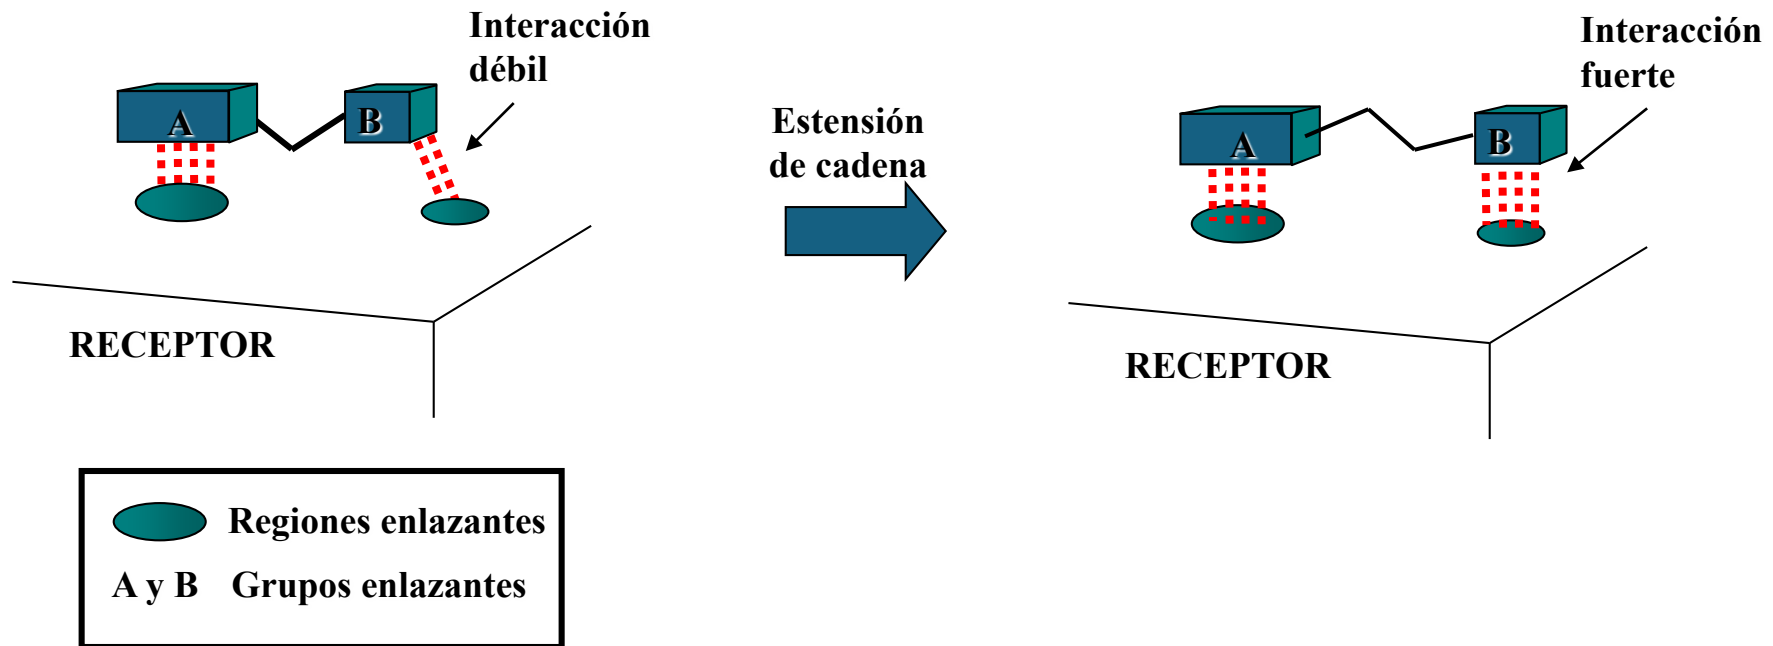 Interacción
débil
A
B
RECEPTOR
Estensión
de cadena
Interacción
fuerte
A
B
RECEPTOR
Regiones enlazantes
A y B Grupos enlazantes